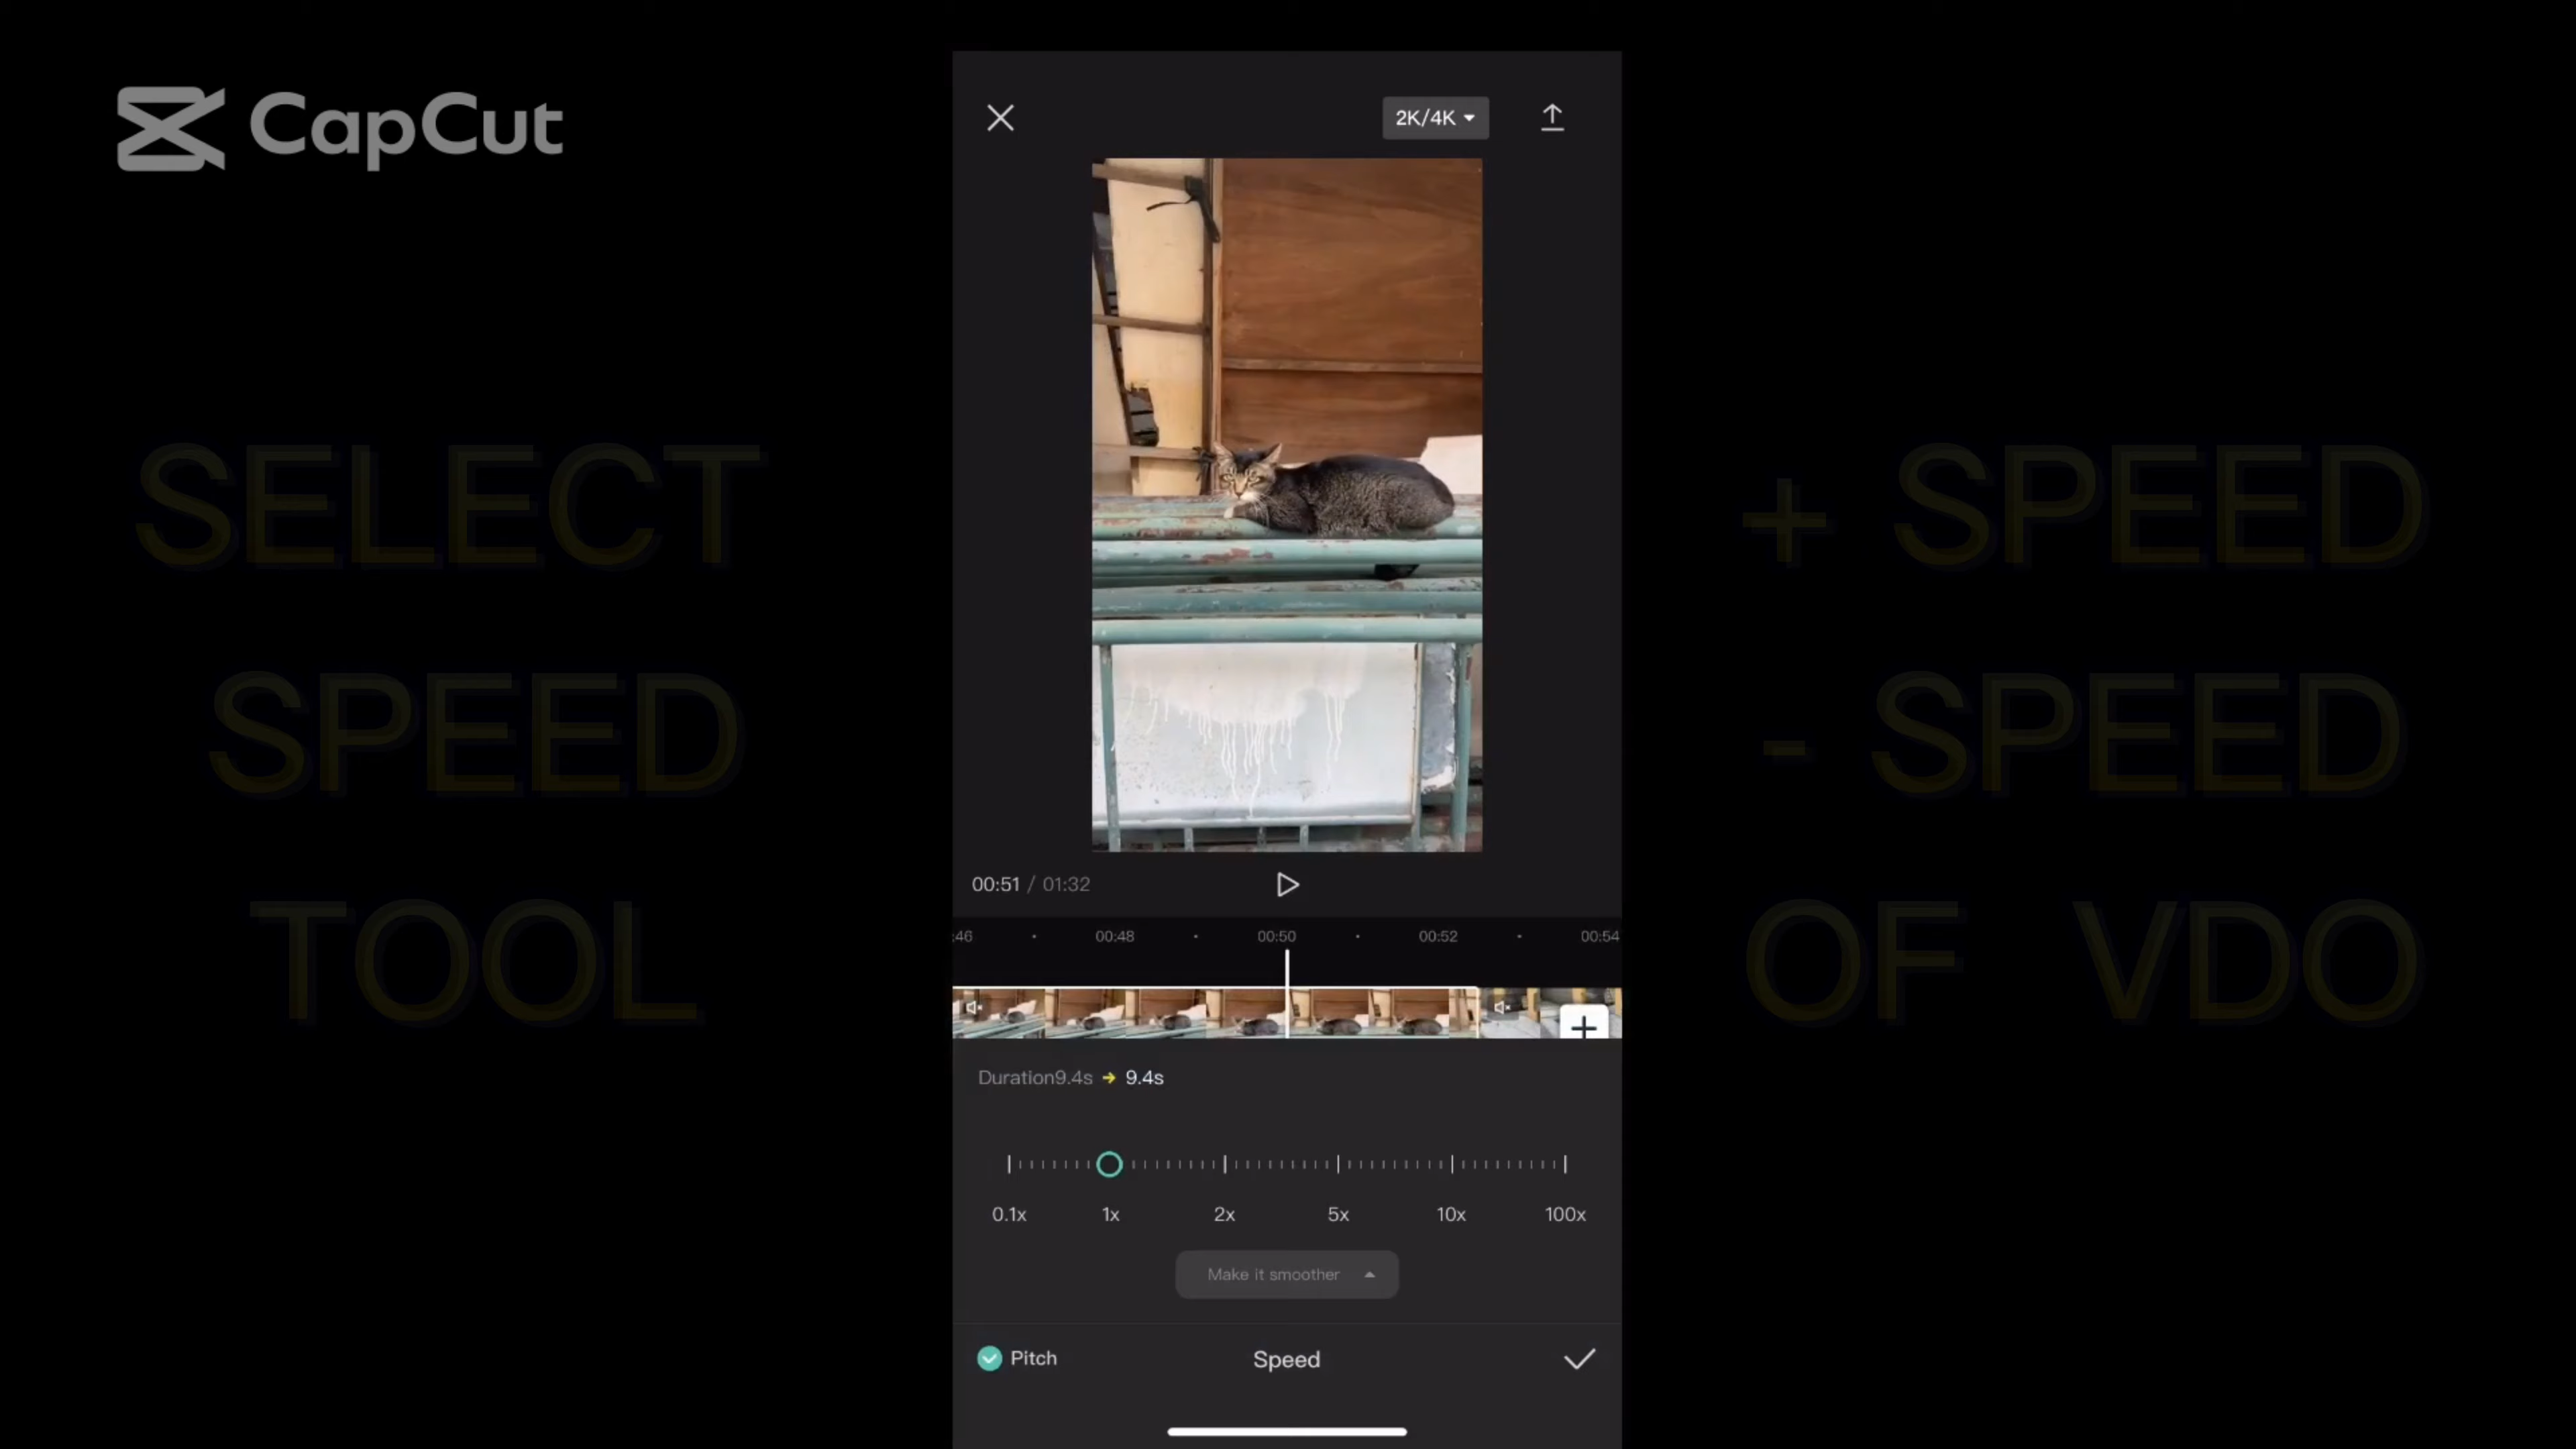 CapCut
2K/4K
SELECT
SPEED
TOOL
+ SPEED
- SPEED
OF VDO
00:51 / 01:32
:46 00:48 00:50 00:52 00:54
Duration9.4s → 9.4s
0.1x 1x 2x 5x 10x 100x
Make it smoother
Pitch Speed